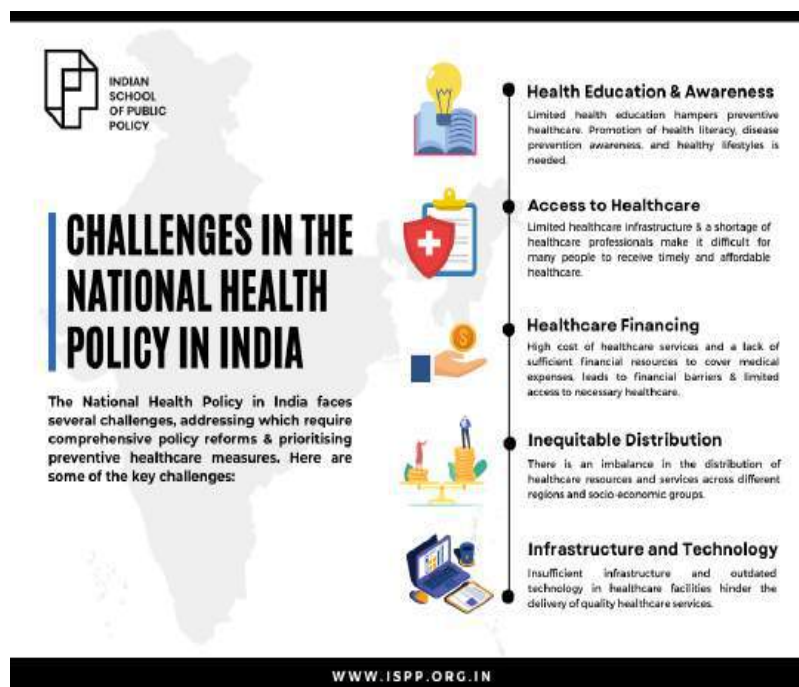 INDIAN
SCHOOL
OF PUBLIC
POLICY
CHALLENGES IN THE
NATIONAL HEALTH
POLICY IN INDIA
The National Health Policy in India faces
several challenges, addressing which require
comprehensive policy reforms & prioritising
preventive healthcare measures. Here are
some of the key challenges:
Health Education & Awareness
Limited health education hampers preventive
healthcare. Promotion of health literacy, disease
prevention awareness, and healthy lifestyles is
needed.
Access to Healthcare
Limited healthcare infrastructure & a shortage of
healthcare professionals make it difficult for
many people to receive timely and affordable
healthcare.
Healthcare Financing
High cost of healthcare services and a lack of
sufficient financial resources to cover medical
expenses, leads to financial barriers & limited
access to necessary healthcare.
Inequitable Distribution
There is an imbalance in the distribution of
healthcare resources and services across different
regions and socio-economic groups.
Infrastructure and Technology
Insufficient infrastructure and outdated
technology in healthcare facilities hinder the
delivery of quality healthcare services.
WWW.ISPP.ORG.IN